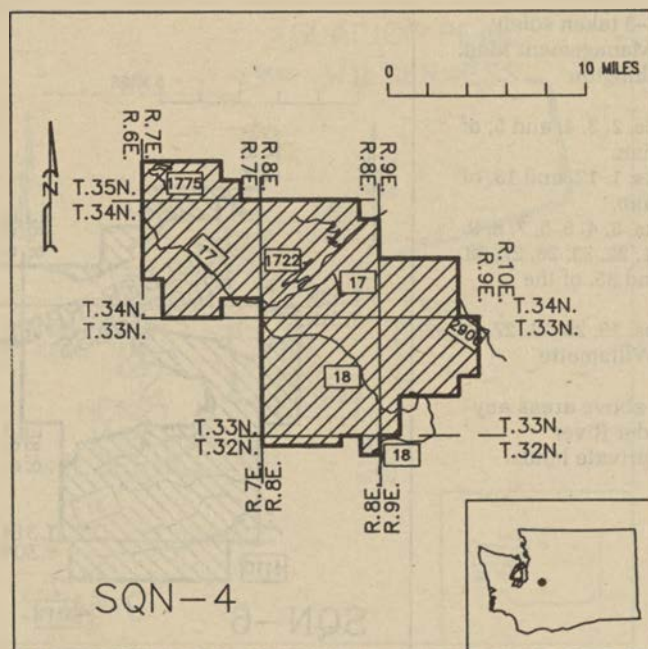 0 10 MILES
R.6E. R.7E.
R.7E. R.8E.
R.8E. R.9E.
N
T.35N.
T.34N.
1775
17
1722
17
R.9E. R.10E.
T.34N.
T.33N.
T.34N.
T.33N.
18
T.33N.
T.32N.
T.33N.
T.32N.
18
R.7E. R.8E.
R.8E. R.9E.
SQN-4